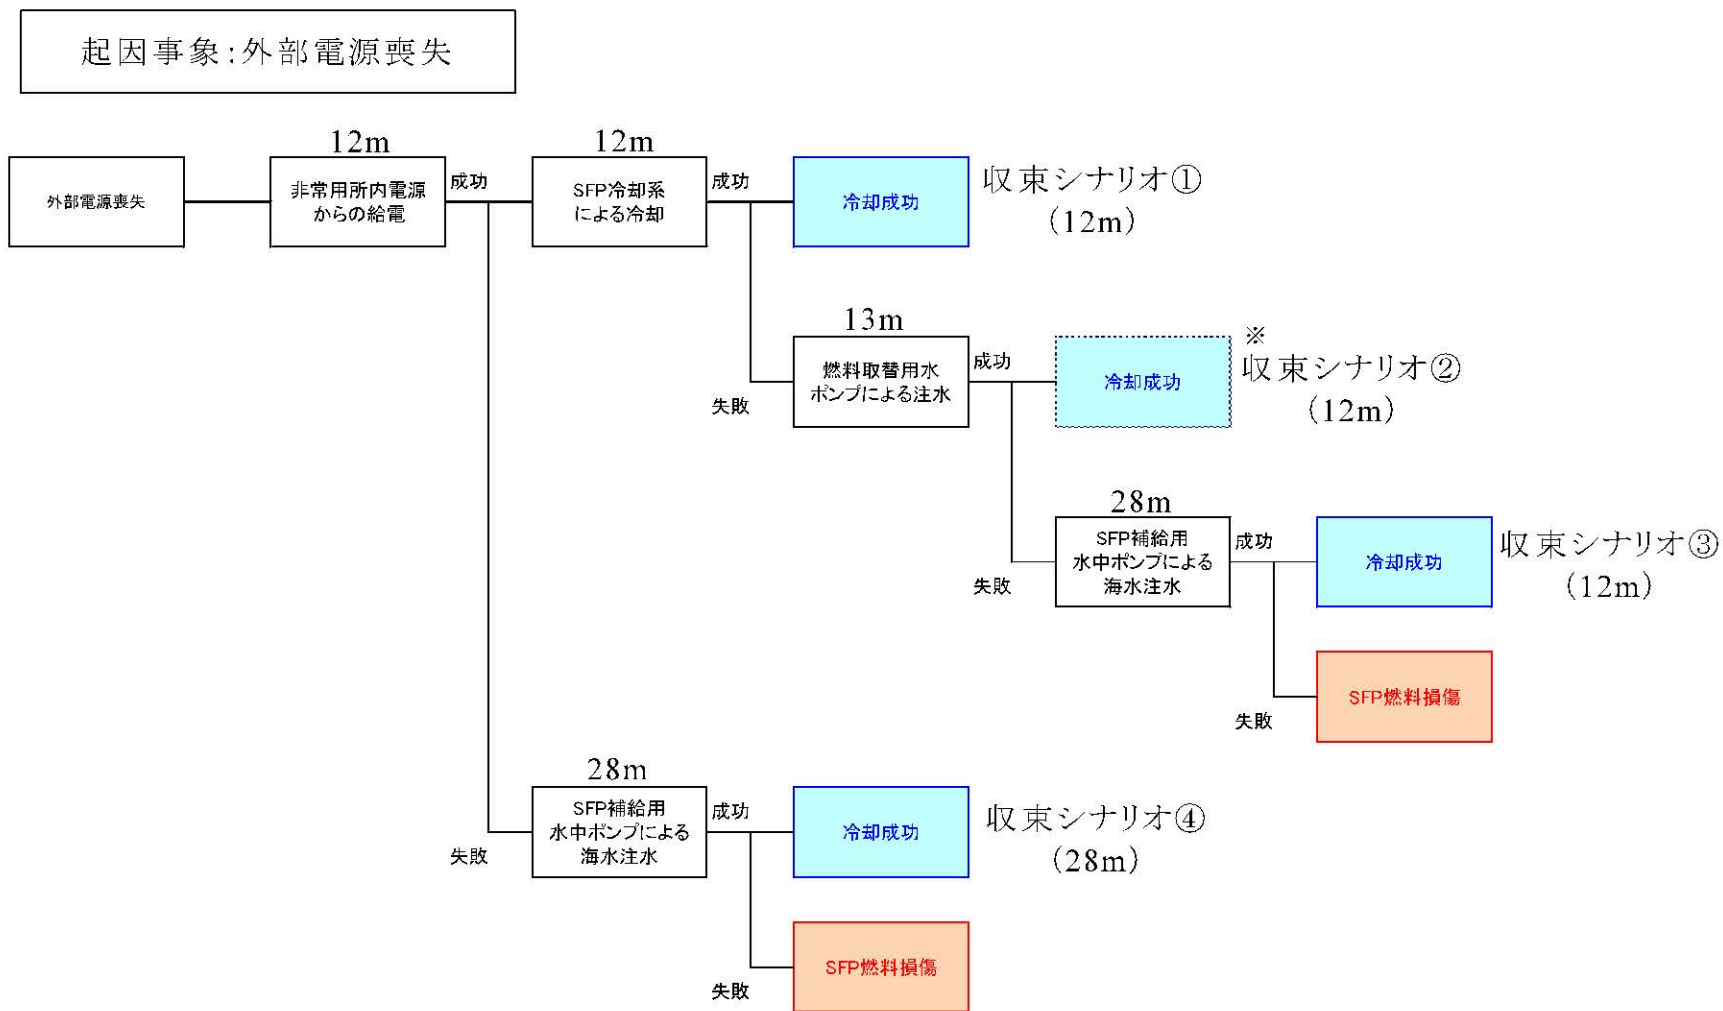 起因事象:外部電源喪失
12m
12m
外部電源喪失
非常用所内電源
からの給電
成功
SFP冷却系
による冷却
成功
冷却成功
収束シナリオ①
(12m)
13m
燃料取替用水
ポンプによる注水
成功
失敗
冷却成功
※
収束シナリオ②
(12m)
28m
SFP補給用
水中ポンプによる
海水注水
成功
失敗
冷却成功
収束シナリオ③
(12m)
SFP燃料損傷
失敗
28m
SFP補給用
水中ポンプによる
海水注水
成功
失敗
冷却成功
収束シナリオ④
(28m)
SFP燃料損傷
失敗